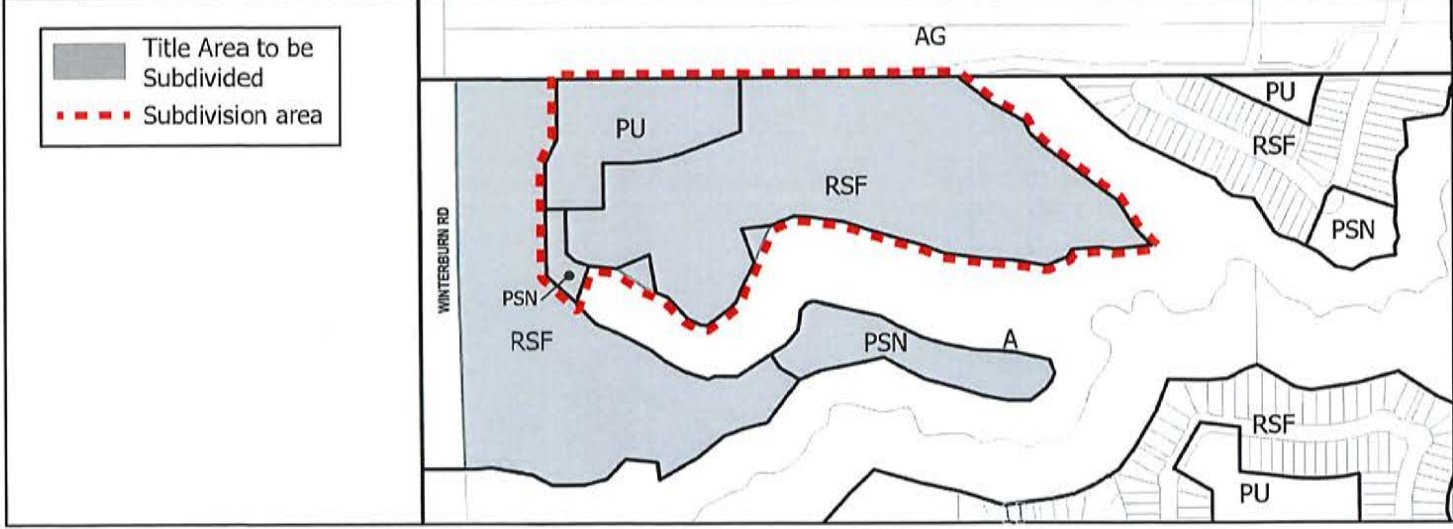 Title Area to be
Subdivided
Subdivision area
AG
PU
PU
RSF
RSF
PSN
WINTERBURN RD
PSN
RSF
PSN
A
RSF
PU